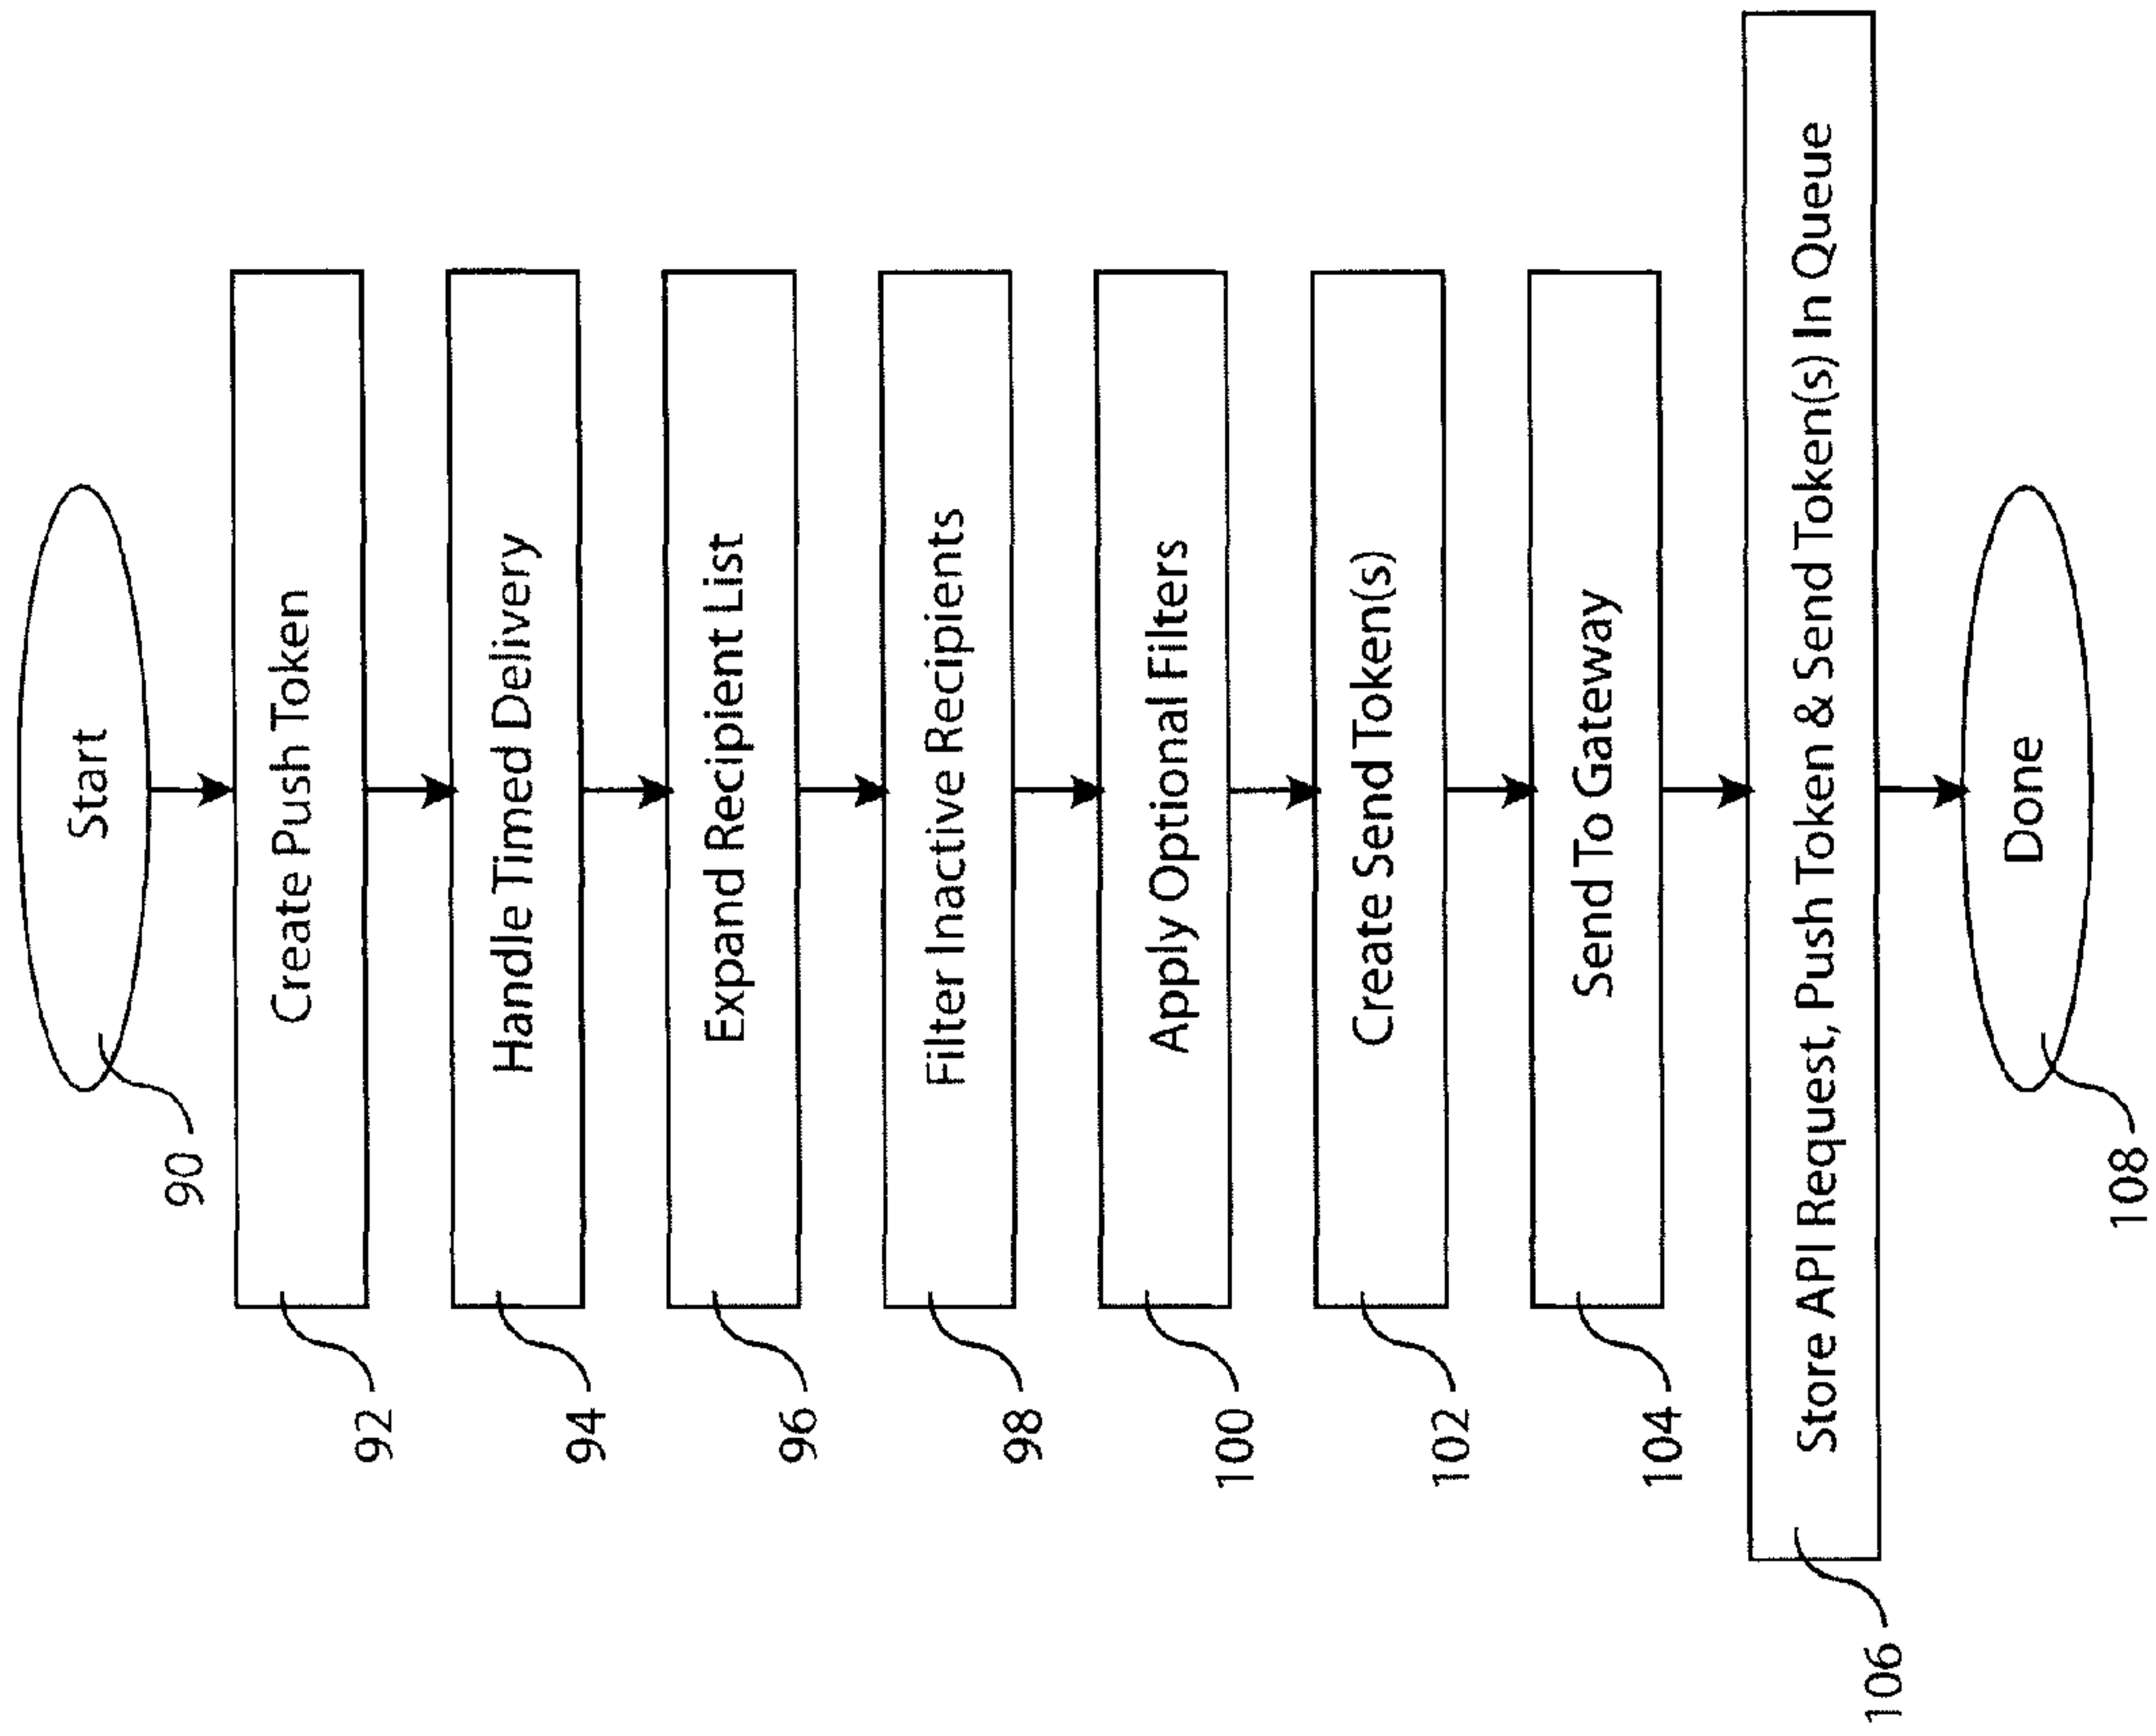 Start
90
Create Push Token
92
Handle Timed Delivery
94
Expand Recipient List
96
Filter Inactive Recipients
98
Apply Optional Filters
100
Create Send Token(s)
102
Send To Gateway
104
Store API Request, Push Token & Send Token(s) In Queue
106
Done
108